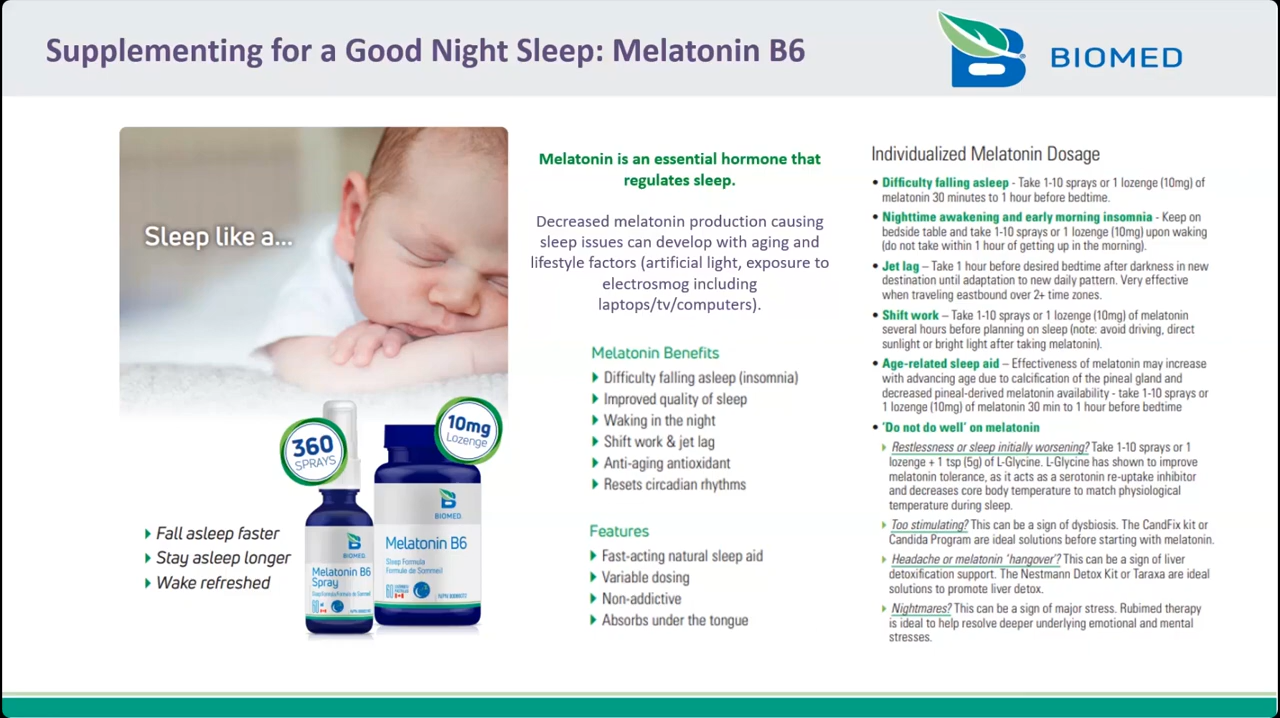 Supplementing for a Good Night Sleep: Melatonin B6
BIOMED
Sleep like a...
360
SPRAYS
10mg
Lozenge
Fall asleep faster
Stay asleep longer
Wake refreshed
BIOMED
Melatonin B6
Spray
BIOMED
Melatonin B6
Sleep Formula
Formule de Sommeil
60
Melatonin is an essential hormone that
regulates sleep.
Decreased melatonin production causing
sleep issues can develop with aging and
lifestyle factors (artificial light, exposure to
electrosmog including
laptops/tv/computers).
Melatonin Benefits
Difficulty falling asleep (insomnia)
Improved quality of sleep
Waking in the night
Shift work & jet lag
Anti-aging antioxidant
Resets circadian rhythms
Features
Fast-acting natural sleep aid
Variable dosing
Non-addictive
Absorbs under the tongue
Individualized Melatonin Dosage
• Difficulty falling asleep - Take 1-10 sprays or 1 lozenge (10mg) of
melatonin 30 minutes to 1 hour before bedtime.
• Nighttime awakening and early morning insomnia - Keep on
bedside table and take 1-10 sprays or 1 lozenge (10mg) upon waking
(do not take within 1 hour of getting up in the morning).
• Jet lag – Take 1 hour before desired bedtime after darkness in new
destination until adaptation to new daily pattern. Very effective
when traveling eastbound over 2+ time zones.
• Shift work – Take 1-10 sprays or 1 lozenge (10mg) of melatonin
several hours before planning on sleep (note: avoid driving, direct
sunlight or bright light after taking melatonin).
• Age-related sleep aid – Effectiveness of melatonin may increase
with advancing age due to calcification of the pineal gland and
decreased pineal-derived melatonin availability - take 1-10 sprays or
1 lozenge (10mg) of melatonin 30 min to 1 hour before bedtime
• 'Do not do well' on melatonin
Restlessness or sleep initially worsening? Take 1-10 sprays or 1
lozenge + 1 tsp (5g) of L-Glycine. L-Glycine has shown to improve
melatonin tolerance, as it acts as a serotonin re-uptake inhibitor
and decreases core body temperature to match physiological
temperature during sleep.
Too stimulating? This can be a sign of dysbiosis. The CandFix kit or
Candida Program are ideal solutions before starting with melatonin.
Headache or melatonin 'hangover'? This can be a sign of liver
detoxification support. The Nestmann Detox Kit or Taraxa are ideal
solutions to promote liver detox.
Nightmares? This can be a sign of major stress. Rubimed therapy
is ideal to help resolve deeper underlying emotional and mental
stresses.